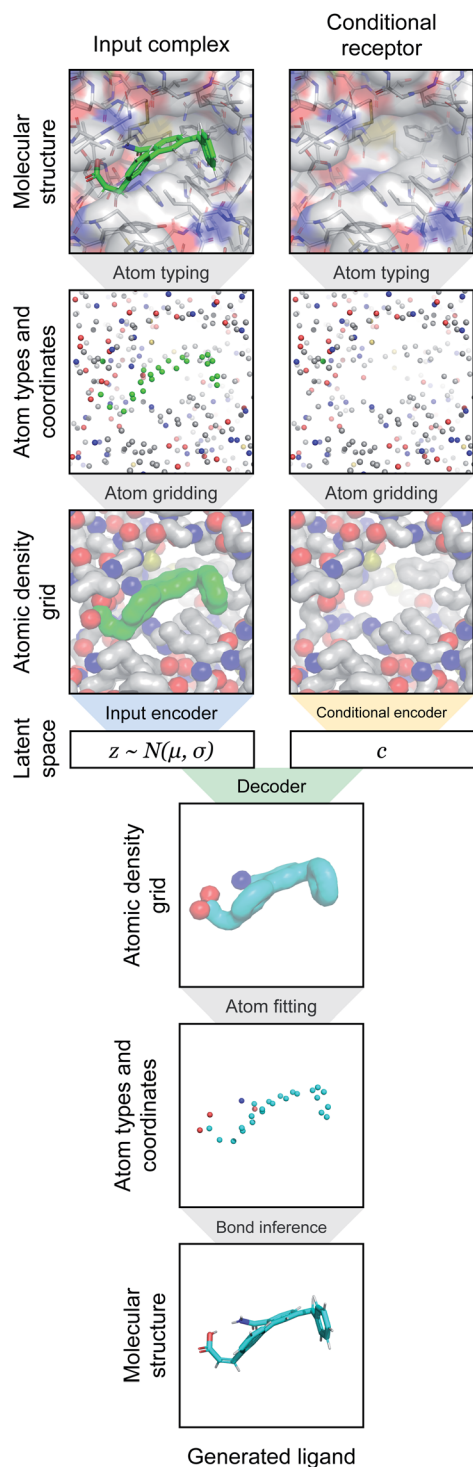 Input complex
Conditional
receptor
Molecular
structure
Atom typing
Atom typing
Atom types and
coordinates
Atom gridding
Atom gridding
Atomic density
grid
Input encoder
Conditional encoder
Latent
space
z ~ N(μ, σ)
c
Decoder
Atomic density
grid
Atom fitting
Atom types and
coordinates
Bond inference
Molecular
structure
Generated ligand